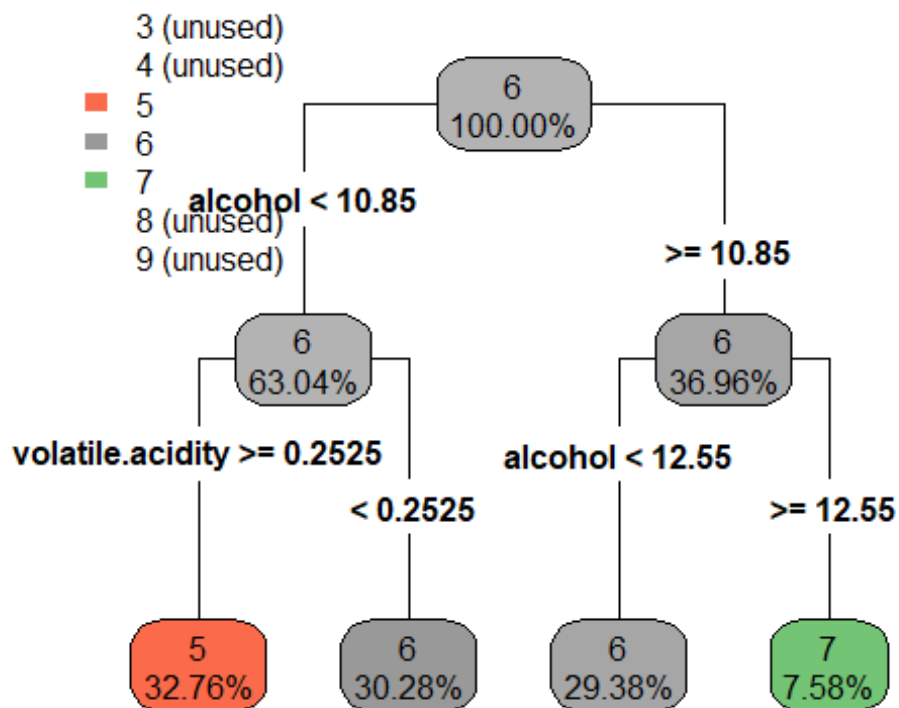 3 (unused)
4 (unused)
5
6
7
8 (unused)
9 (unused)
6
100.00%
alcohol < 10.85
>= 10.85
6
63.04%
6
36.96%
volatile.acidity >= 0.2525
< 0.2525
alcohol < 12.55
>= 12.55
5
32.76%
6
30.28%
6
29.38%
7
7.58%